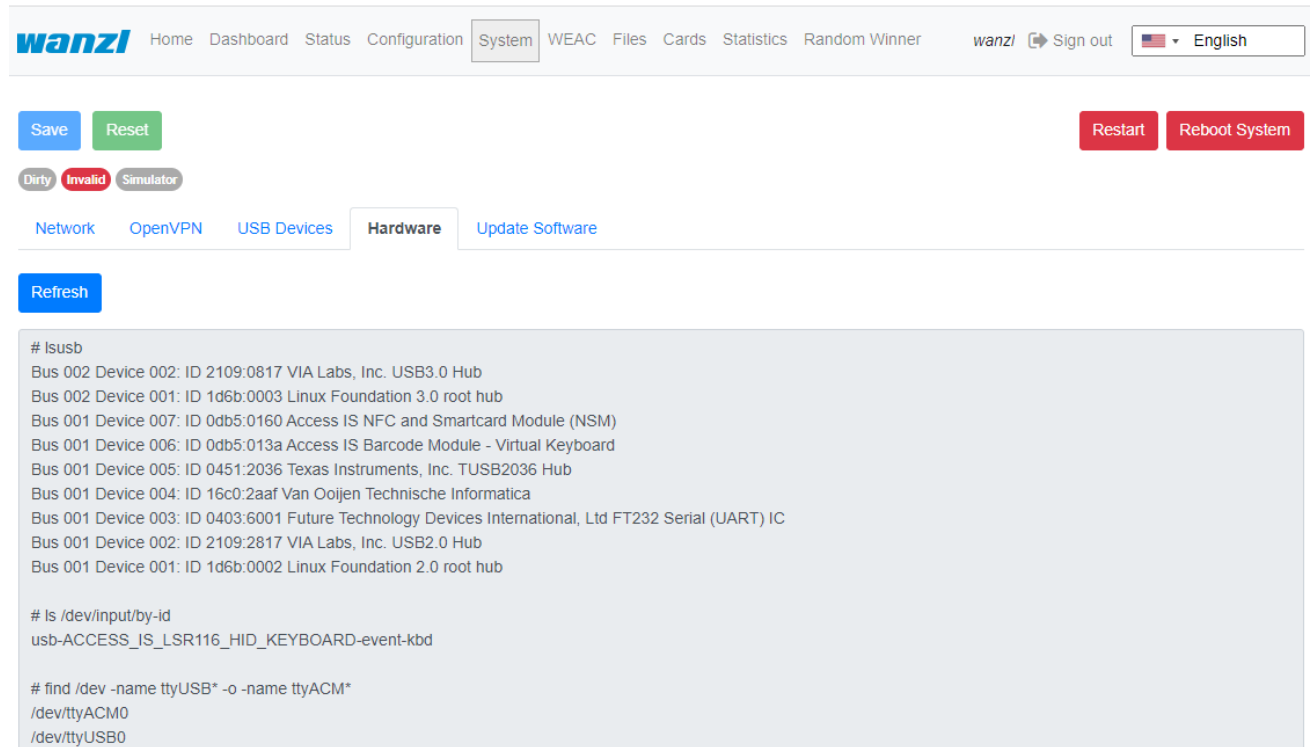 wanzl Home Dashboard Status Configuration System WEAC Files Cards Statistics Random Winner wanzl Sign out English
Save Reset Restart Reboot System
Dirty Invalid Simulator
Network OpenVPN USB Devices Hardware Update Software
Refresh
# lsusb
Bus 002 Device 002: ID 2109:0817 VIA Labs, Inc. USB3.0 Hub
Bus 002 Device 001: ID 1d6b:0003 Linux Foundation 3.0 root hub
Bus 001 Device 007: ID 0db5:0160 Access IS NFC and Smartcard Module (NSM)
Bus 001 Device 006: ID 0db5:013a Access IS Barcode Module - Virtual Keyboard
Bus 001 Device 005: ID 0451:2036 Texas Instruments, Inc. TUSB2036 Hub
Bus 001 Device 004: ID 16c0:2aaf Van Ooijen Technische Informatica
Bus 001 Device 003: ID 0403:6001 Future Technology Devices International, Ltd FT232 Serial (UART) IC
Bus 001 Device 002: ID 2109:2817 VIA Labs, Inc. USB2.0 Hub
Bus 001 Device 001: ID 1d6b:0002 Linux Foundation 2.0 root hub
# ls /dev/input/by-id
usb-ACCESS_IS_LSR116_HID_KEYBOARD-event-kbd
# find /dev -name ttyUSB* -o -name ttyACM*
/dev/ttyACM0
/dev/ttyUSB0